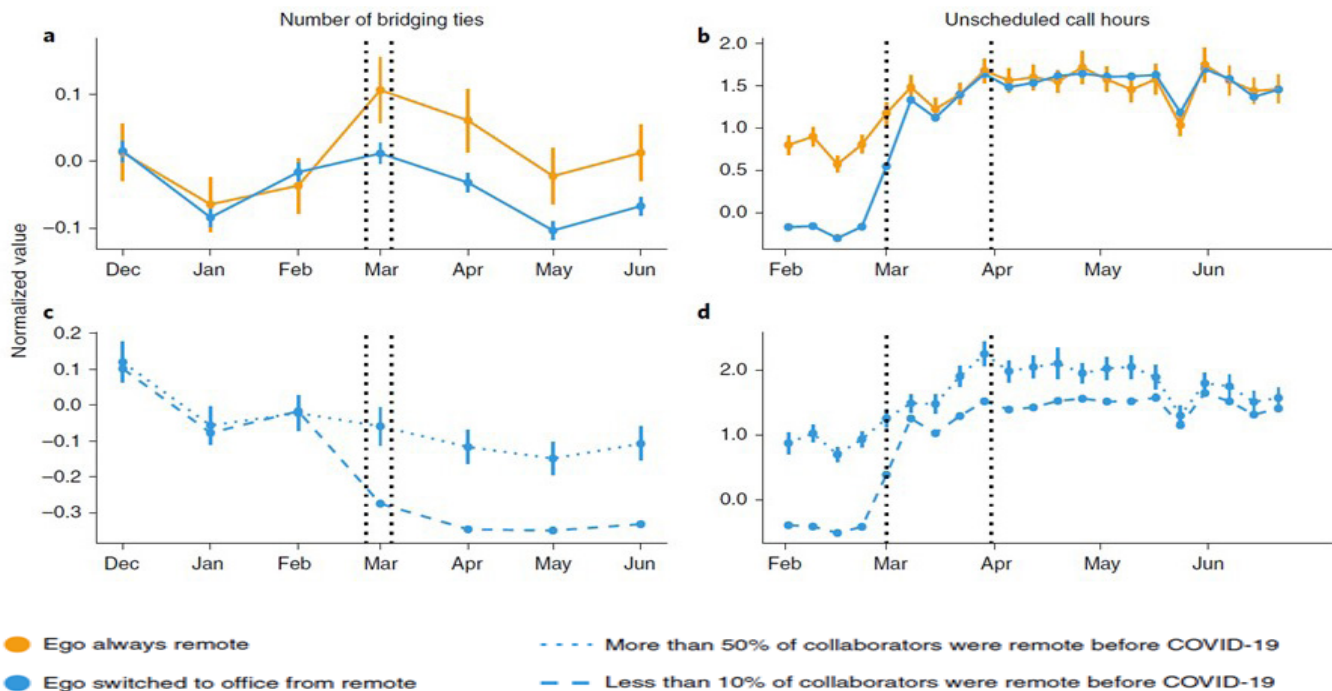 Number of bridging ties
Unscheduled call hours
a
0.1
0.0
−0.1
Dec Jan Feb Mar Apr May Jun
b
2.0
1.5
1.0
0.5
0.0
Feb Mar Apr May Jun
Normalized value
c
0.2
0.1
0.0
−0.1
−0.2
−0.3
Dec Jan Feb Mar Apr May Jun
d
2.0
1.0
0.0
Feb Mar Apr May Jun
Ego always remote
More than 50% of collaborators were remote before COVID-19
Ego switched to office from remote
Less than 10% of collaborators were remote before COVID-19